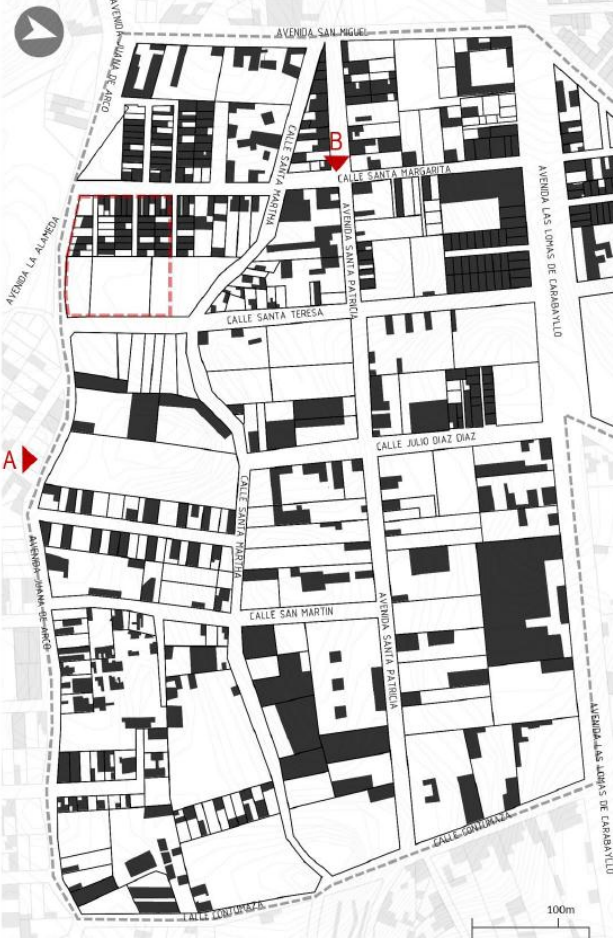 AVENIDA SAN MIGUEL
AVENIDA JUANA DE ARCO
CALLE SANTA MARTHA
B
CALLE SANTA MARGARITA
AVENIDA LA ALAMEDA
AVENIDA SANTA PATRICIA
AVENIDA LAS LOMAS DE CARABAYLLO
CALLE SANTA TERESA
CALLE JULIO DIAZ DIAZ
A
CALLE SANTA MARTHA
AVENIDA JUANA DE ARCO
CALLE SAN MARTIN
AVENIDA SANTA PATRICIA
AVENIDA LAS LOMAS DE CARABAYLLO
CALLE CONTUMAZA
CALLE CONTUMAZA
100m